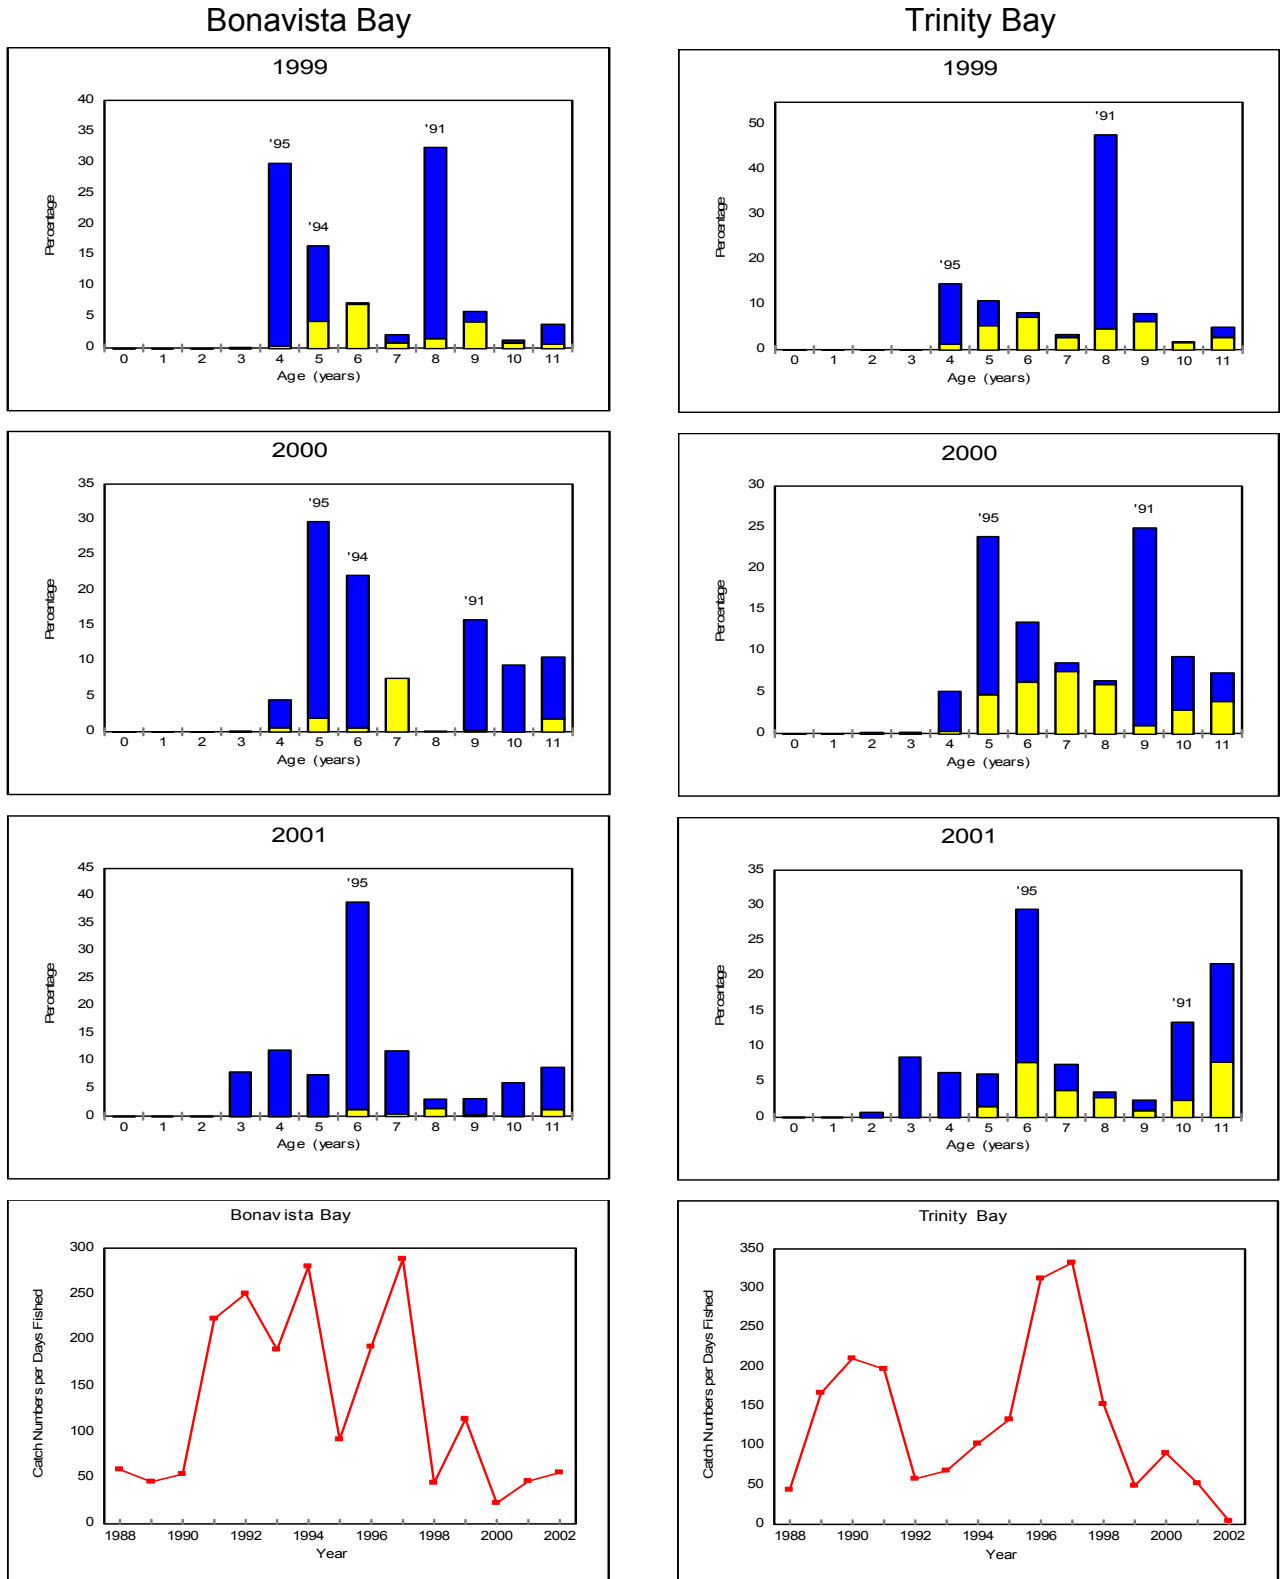 Bonavista Bay
Trinity Bay
1999
40
35
30
25
20
15
10
5
0
Percentage
'95
'94
'91
0 1 2 3 4 5 6 7 8 9 10 11
Age (years)
1999
50
40
30
20
10
0
Percentage
'95
'91
0 1 2 3 4 5 6 7 8 9 10 11
Age (years)
2000
35
30
25
20
15
10
5
0
Percentage
'95
'94
'91
0 1 2 3 4 5 6 7 8 9 10 11
Age (years)
2000
30
25
20
15
10
5
0
Percentage
'95
'91
0 1 2 3 4 5 6 7 8 9 10 11
Age (years)
2001
45
40
35
30
25
20
15
10
5
0
Percentage
'95
0 1 2 3 4 5 6 7 8 9 10 11
Age (years)
2001
35
30
25
20
15
10
5
0
Percentage
'95
'91
0 1 2 3 4 5 6 7 8 9 10 11
Age (years)
Bonavista Bay
300
250
200
150
100
50
0
Catch Numbers per Days Fished
1988 1990 1992 1994 1996 1998 2000 2002
Year
Trinity Bay
350
300
250
200
150
100
50
0
Catch Numbers per Days Fished
1988 1990 1992 1994 1996 1998 2000 2002
Year